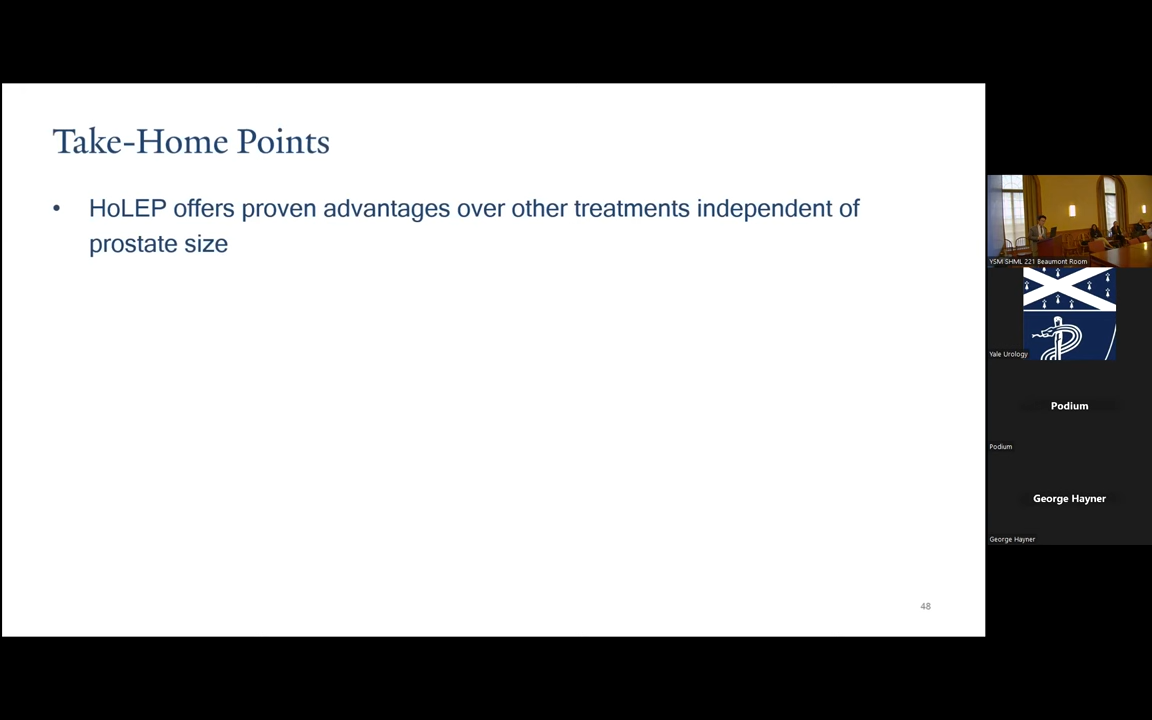 Take-Home Points
• HoLEP offers proven advantages over other treatments independent of
prostate size
48
YSM SHML 221 Beaumont Room
Yale Urology
Podium
Podium
George Hayner
George Hayner